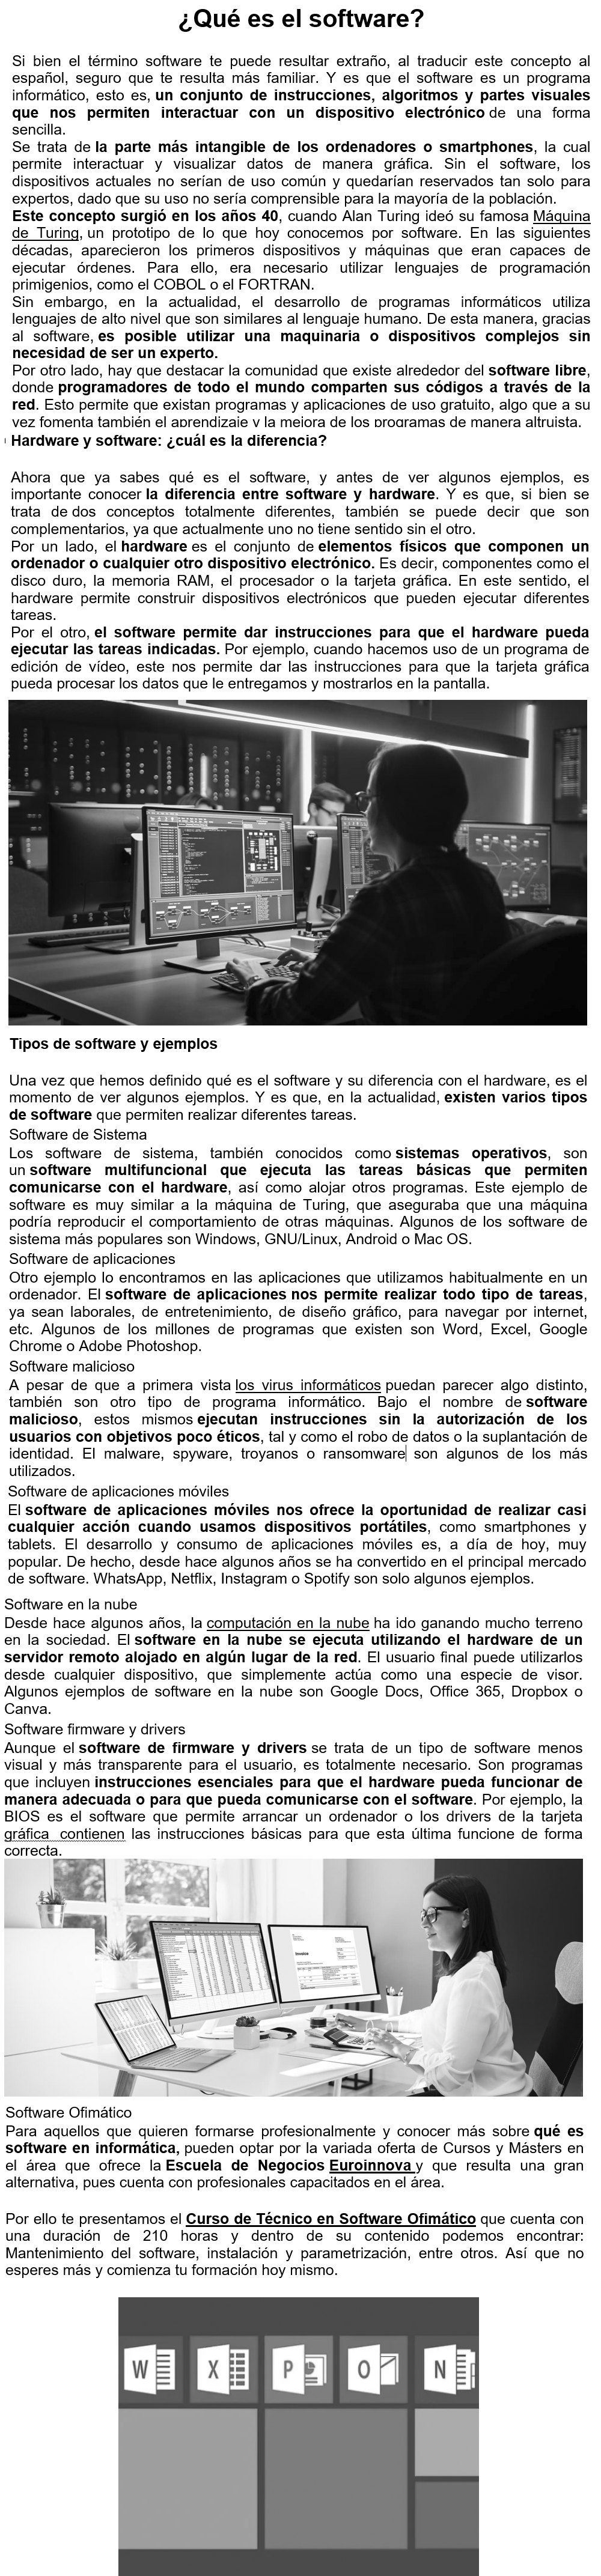 ¿Qué es el software?
Si bien el término software te puede resultar extraño, al traducir este concepto al
español, seguro que te resulta más familiar. Y es que el software es un programa
informático, esto es, un conjunto de instrucciones, algoritmos y partes visuales
que nos permiten interactuar con un dispositivo electrónico de una forma
sencilla.
Se trata de la parte más intangible de los ordenadores o smartphones, la cual
permite interactuar y visualizar datos de manera gráfica. Sin el software, los
dispositivos actuales no serían de uso común y quedarían reservados tan solo para
expertos, dado que su uso no sería comprensible para la mayoría de la población.
Este concepto surgió en los años 40, cuando Alan Turing ideó su famosa Máquina
de Turing, un prototipo de lo que hoy conocemos por software. En las siguientes
décadas, aparecieron los primeros dispositivos y máquinas que eran capaces de
ejecutar órdenes. Para ello, era necesario utilizar lenguajes de programación
primigenios, como el COBOL o el FORTRAN.
Sin embargo, en la actualidad, el desarrollo de programas informáticos utiliza
lenguajes de alto nivel que son similares al lenguaje humano. De esta manera, gracias
al software, es posible utilizar una maquinaria o dispositivos complejos sin
necesidad de ser un experto.
Por otro lado, hay que destacar la comunidad que existe alrededor del software libre,
donde programadores de todo el mundo comparten sus códigos a través de la
red. Esto permite que existan programas y aplicaciones de uso gratuito, algo que a su
vez fomenta también el aprendizaje y la mejora de los programas de manera altruista.
Hardware y software: ¿cuál es la diferencia?
Ahora que ya sabes qué es el software, y antes de ver algunos ejemplos, es
importante conocer la diferencia entre software y hardware. Y es que, si bien se
trata de dos conceptos totalmente diferentes, también se puede decir que son
complementarios, ya que actualmente uno no tiene sentido sin el otro.
Por un lado, el hardware es el conjunto de elementos físicos que componen un
ordenador o cualquier otro dispositivo electrónico. Es decir, componentes como el
disco duro, la memoria RAM, el procesador o la tarjeta gráfica. En este sentido, el
hardware permite construir dispositivos electrónicos que pueden ejecutar diferentes
tareas.
Por el otro, el software permite dar instrucciones para que el hardware pueda
ejecutar las tareas indicadas. Por ejemplo, cuando hacemos uso de un programa de
edición de vídeo, este nos permite dar las instrucciones para que la tarjeta gráfica
pueda procesar los datos que le entregamos y mostrarlos en la pantalla.
Tipos de software y ejemplos
Una vez que hemos definido qué es el software y su diferencia con el hardware, es el
momento de ver algunos ejemplos. Y es que, en la actualidad, existen varios tipos
de software que permiten realizar diferentes tareas.
Software de Sistema
Los software de sistema, también conocidos como sistemas operativos, son
un software multifuncional que ejecuta las tareas básicas que permiten
comunicarse con el hardware, así como alojar otros programas. Este ejemplo de
software es muy similar a la máquina de Turing, que aseguraba que una máquina
podría reproducir el comportamiento de otras máquinas. Algunos de los software de
sistema más populares son Windows, GNU/Linux, Android o Mac OS.
Software de aplicaciones
Otro ejemplo lo encontramos en las aplicaciones que utilizamos habitualmente en un
ordenador. El software de aplicaciones nos permite realizar todo tipo de tareas,
ya sean laborales, de entretenimiento, de diseño gráfico, para navegar por internet,
etc. Algunos de los millones de programas que existen son Word, Excel, Google
Chrome o Adobe Photoshop.
Software malicioso
A pesar de que a primera vista los virus informáticos puedan parecer algo distinto,
también son otro tipo de programa informático. Bajo el nombre de software
malicioso, estos mismos ejecutan instrucciones sin la autorización de los
usuarios con objetivos poco éticos, tal y como el robo de datos o la suplantación de
identidad. El malware, spyware, troyanos o ransomware son algunos de los más
utilizados.
Software de aplicaciones móviles
El software de aplicaciones móviles nos ofrece la oportunidad de realizar casi
cualquier acción cuando usamos dispositivos portátiles, como smartphones y
tablets. El desarrollo y consumo de aplicaciones móviles es, a día de hoy, muy
popular. De hecho, desde hace algunos años se ha convertido en el principal mercado
de software. WhatsApp, Netflix, Instagram o Spotify son solo algunos ejemplos.
Software en la nube
Desde hace algunos años, la computación en la nube ha ido ganando mucho terreno
en la sociedad. El software en la nube se ejecuta utilizando el hardware de un
servidor remoto alojado en algún lugar de la red. El usuario final puede utilizarlos
desde cualquier dispositivo, que simplemente actúa como una especie de visor.
Algunos ejemplos de software en la nube son Google Docs, Office 365, Dropbox o
Canva.
Software firmware y drivers
Aunque el software de firmware y drivers se trata de un tipo de software menos
visual y más transparente para el usuario, es totalmente necesario. Son programas
que incluyen instrucciones esenciales para que el hardware pueda funcionar de
manera adecuada o para que pueda comunicarse con el software. Por ejemplo, la
BIOS es el software que permite arrancar un ordenador o los drivers de la tarjeta
gráfica contienen las instrucciones básicas para que esta última funcione de forma
correcta.
Software Ofimático
Para aquellos que quieren formarse profesionalmente y conocer más sobre qué es
software en informática, pueden optar por la variada oferta de Cursos y Másters en
el área que ofrece la Escuela de Negocios Euroinnova y que resulta una gran
alternativa, pues cuenta con profesionales capacitados en el área.
Por ello te presentamos el Curso de Técnico en Software Ofimático que cuenta con
una duración de 210 horas y dentro de su contenido podemos encontrar:
Mantenimiento del software, instalación y parametrización, entre otros. Así que no
esperes más y comienza tu formación hoy mismo.
W X P O N